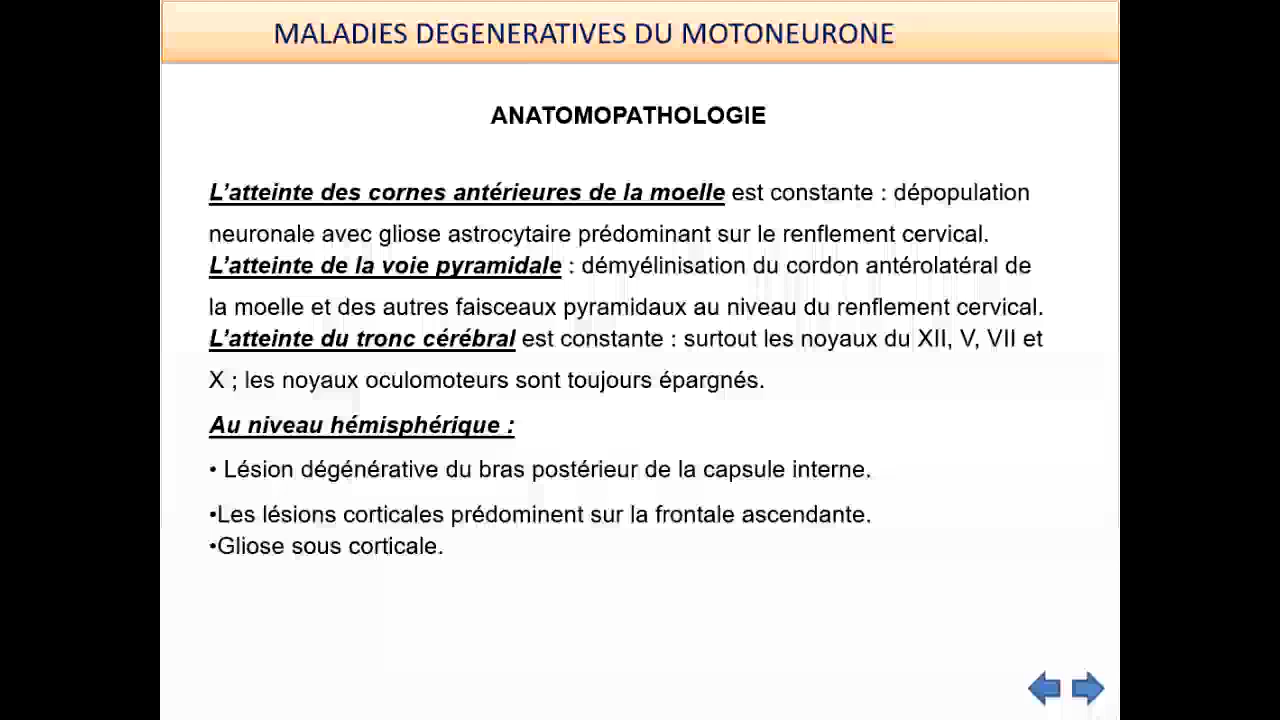 MALADIES DEGENERATIVES DU MOTONEURONE
ANATOMOPATHOLOGIE
L’atteinte des cornes antérieures de la moelle est constante : dépopulation
neuronale avec gliose astrocytaire prédominant sur le renflement cervical.
L’atteinte de la voie pyramidale : démyélinisation du cordon antérolatéral de
la moelle et des autres faisceaux pyramidaux au niveau du renflement cervical.
L’atteinte du tronc cérébral est constante : surtout les noyaux du XII, V, VII et
X ; les noyaux oculomoteurs sont toujours épargnés.
Au niveau hémisphérique :
• Lésion dégénérative du bras postérieur de la capsule interne.
•Les lésions corticales prédominent sur la frontale ascendante.
•Gliose sous corticale.